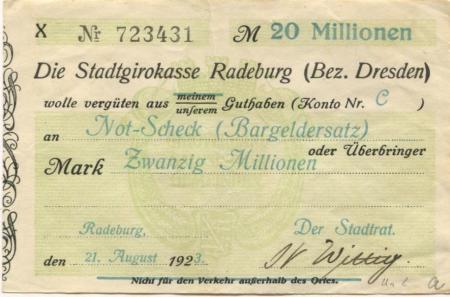 X № 723431 M 20 Millionen
Die Stadtgirokasse Radeburg (Bez. Dresden)
wolle vergüten aus meinem Guthaben (Konto Nr. C )
unserem
an Not-Scheck (Bargeldersatz)
oder Überbringer
Mark Zwanzig Millionen
Radeburg, Der Stadtrat.
den 21. August 1923.
Nicht für den Verkehr außerhalb des Ortes.
a